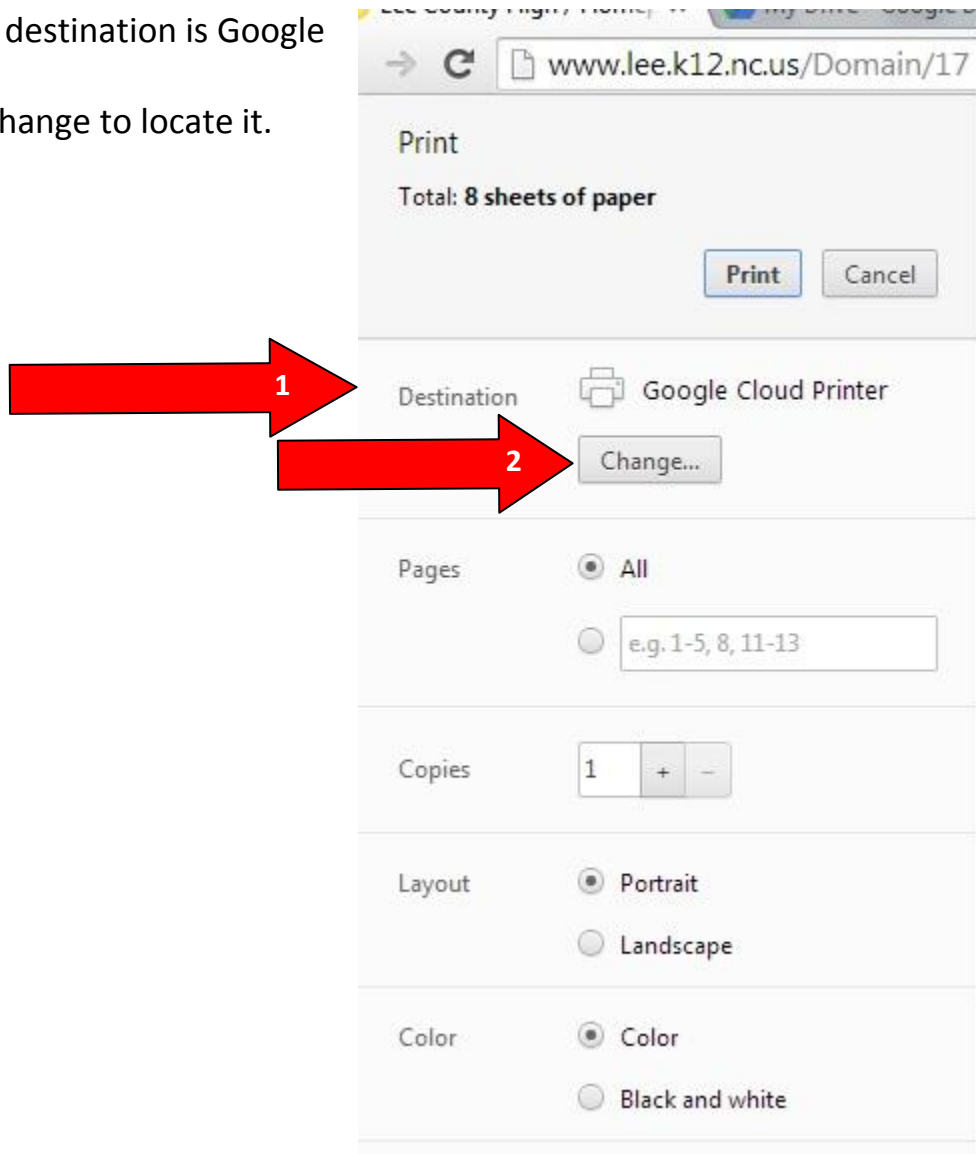 destination is Google
hange to locate it.
www.lee.k12.nc.us/Domain/17
Print
Total: 8 sheets of paper
Print Cancel
1
Destination Google Cloud Printer
2
Change...
Pages All
e.g. 1-5, 8, 11-13
Copies 1 + −
Layout Portrait
Landscape
Color Color
Black and white